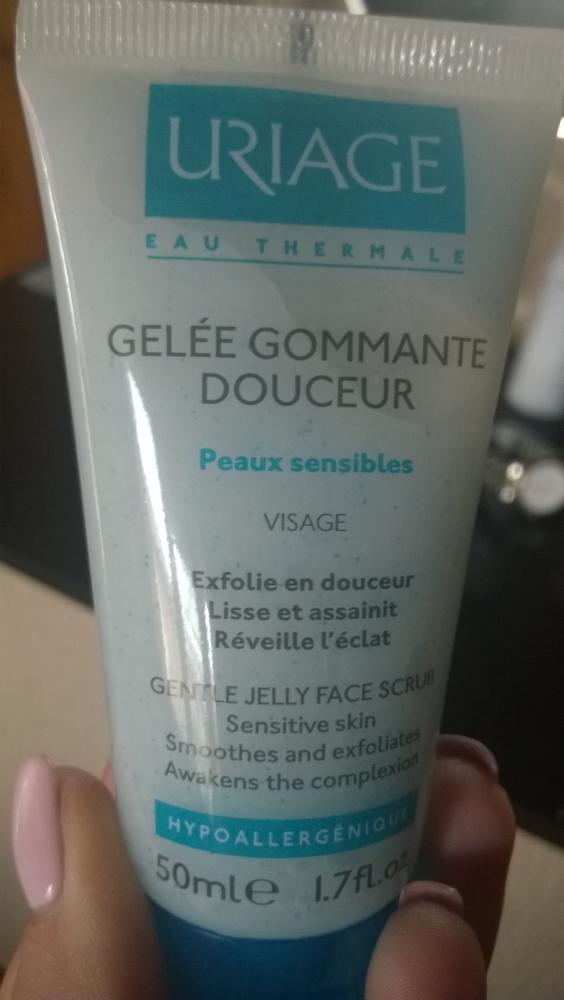 URIAGE
EAU THERMALE
GELÉE GOMMANTE
DOUCEUR
Peaux sensibles
VISAGE
Exfolie en douceur
Lisse et assainit
Réveille l'éclat
GENTLE JELLY FACE SCRUB
Sensitive skin
Smoothes and exfoliates
Awakens the complexion
HYPOALLERGÉNIQUE
50ml e 1.7fl.oz